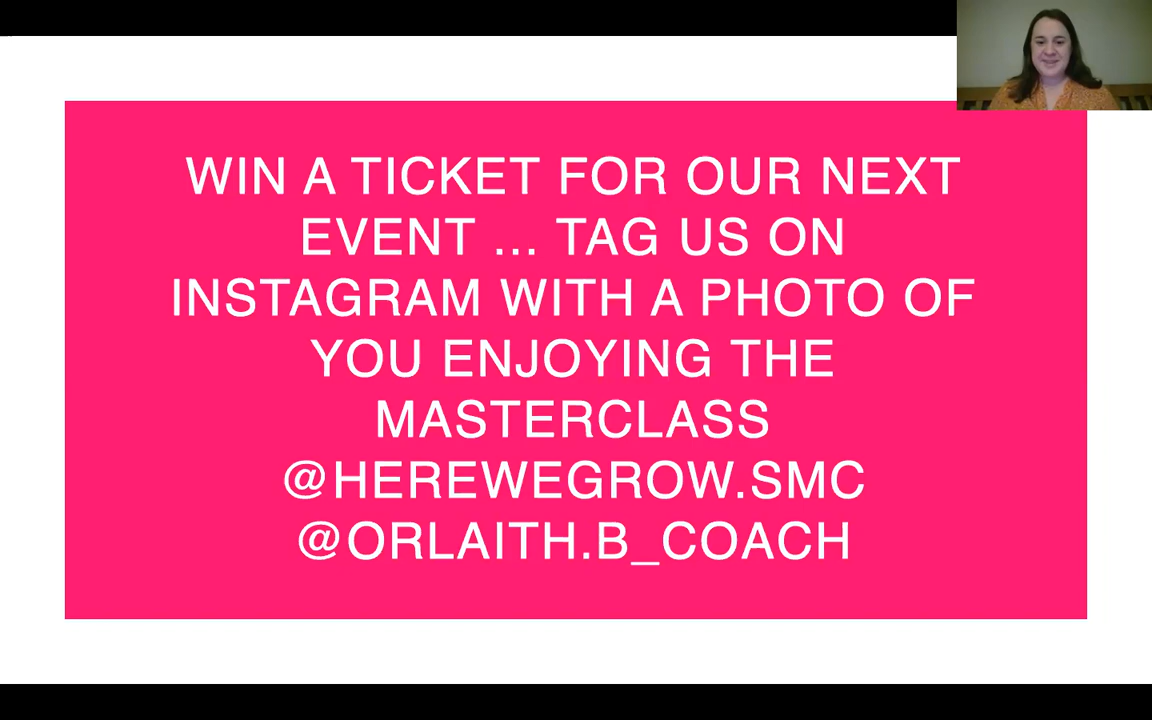 WIN A TICKET FOR OUR NEXT
EVENT ... TAG US ON
INSTAGRAM WITH A PHOTO OF
YOU ENJOYING THE
MASTERCLASS
@HEREWEGROW.SMC
@ORLAITH.B_COACH